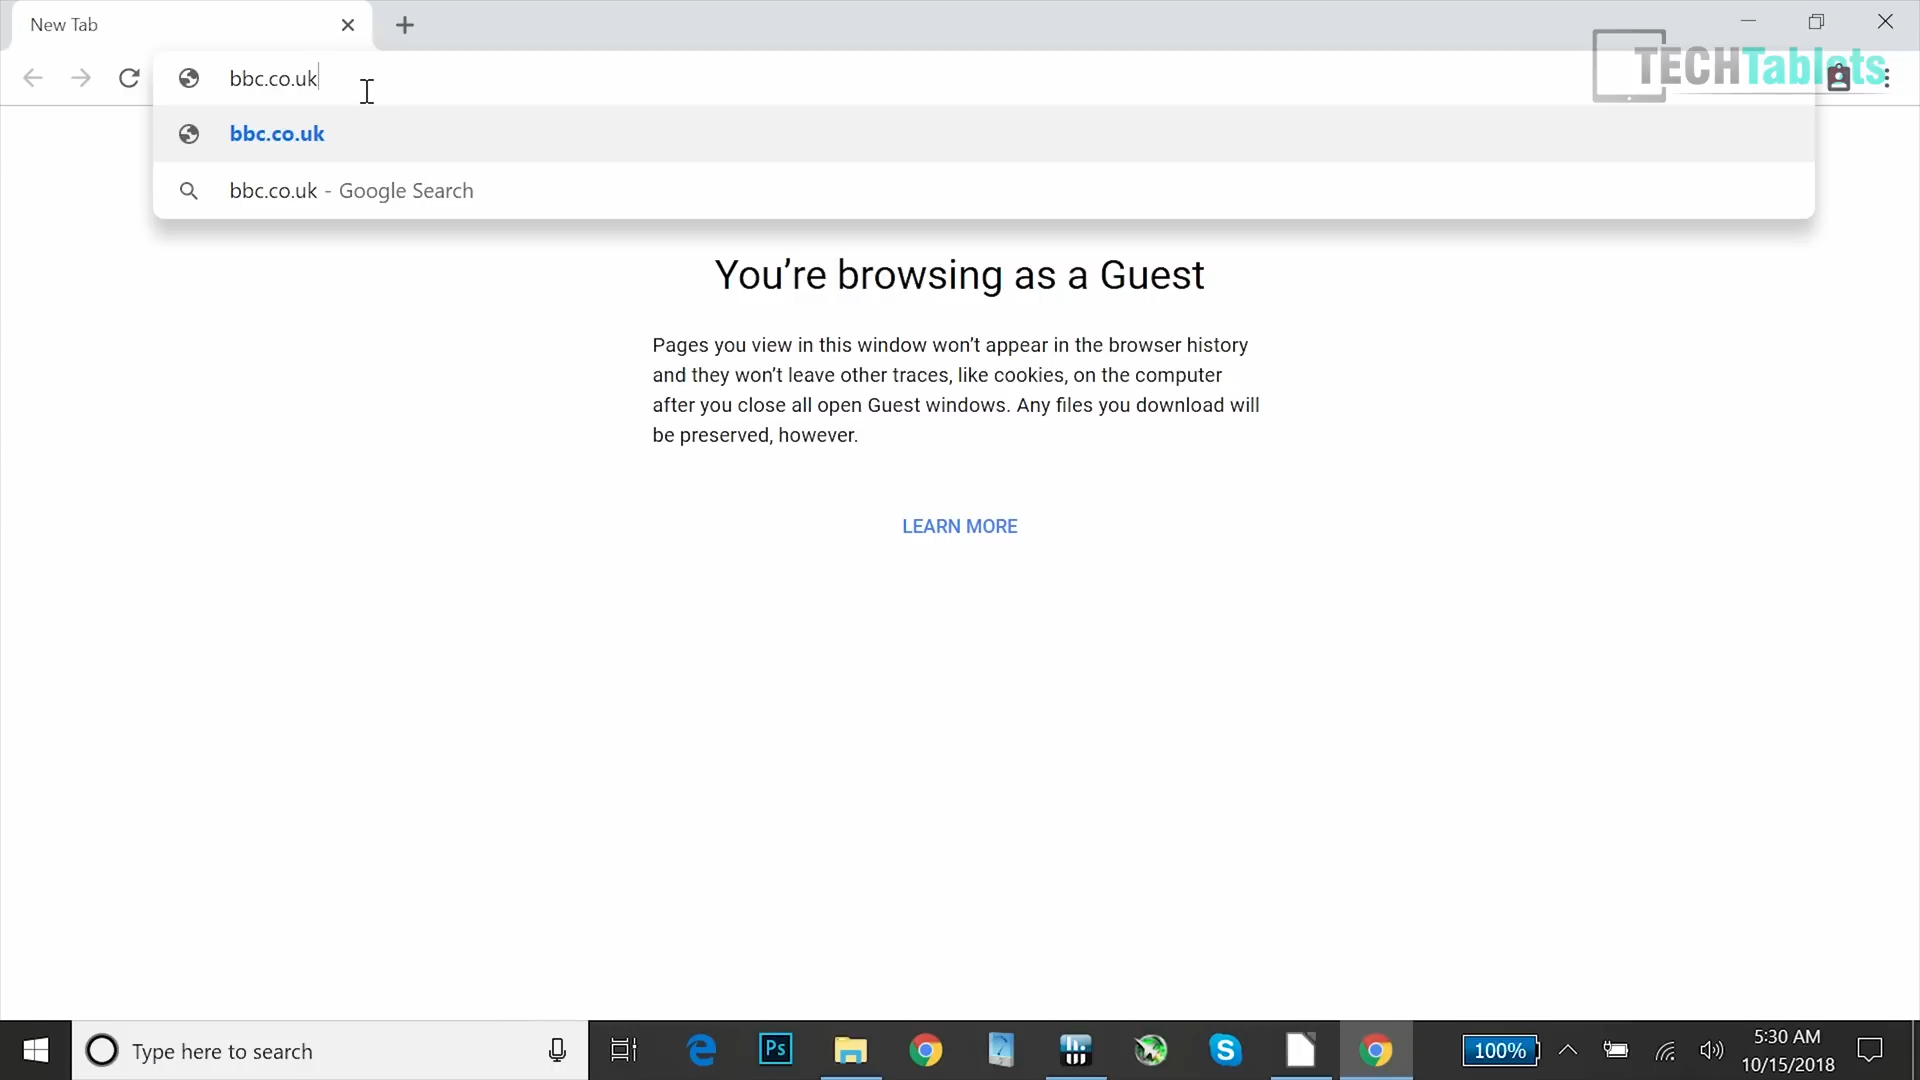 New Tab
bbc.co.uk
TECHTablets
bbc.co.uk
bbc.co.uk - Google Search
You’re browsing as a Guest
Pages you view in this window won’t appear in the browser history
and they won’t leave other traces, like cookies, on the computer
after you close all open Guest windows. Any files you download will
be preserved, however.
LEARN MORE
Type here to search
Ps
100%
5:30 AM
10/15/2018